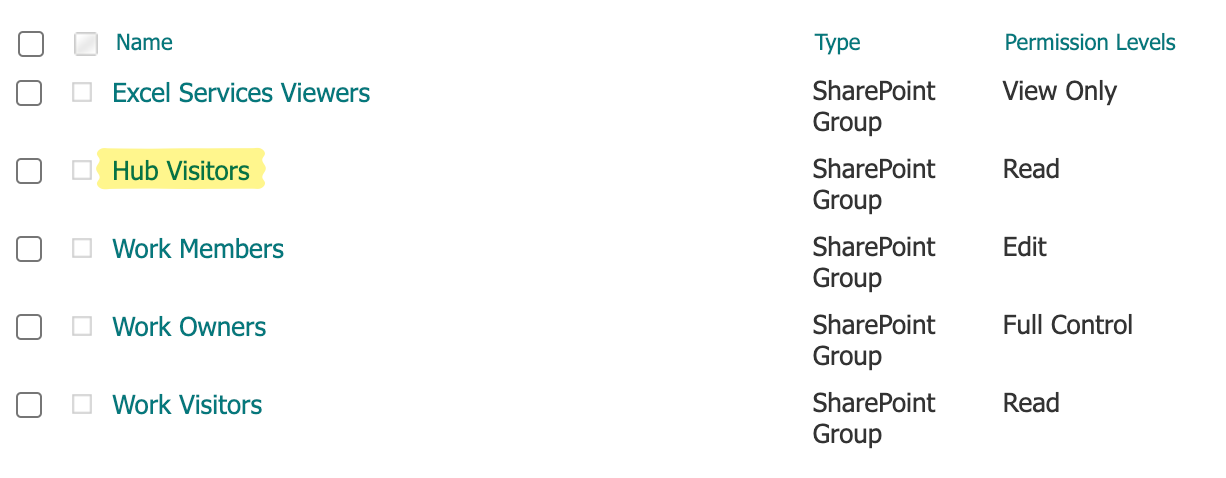 Name Type Permission Levels
Excel Services Viewers SharePoint View Only
Group
Hub Visitors SharePoint Read
Group
Work Members SharePoint Edit
Group
Work Owners SharePoint Full Control
Group
Work Visitors SharePoint Read
Group